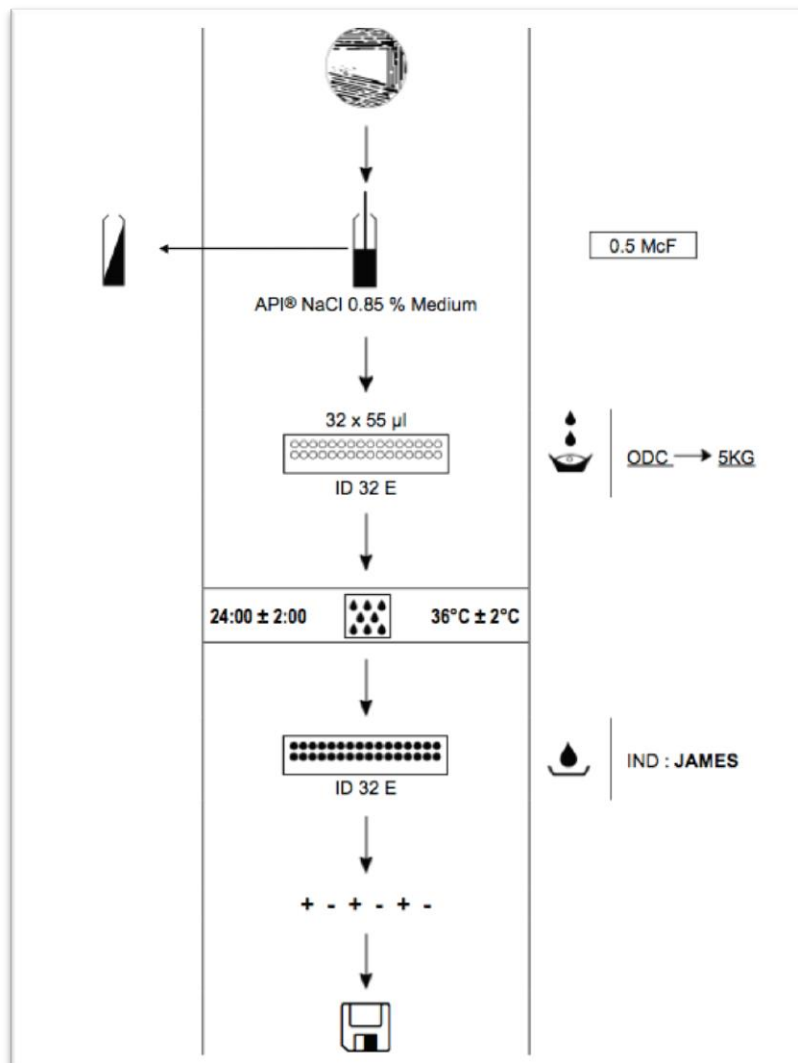 0.5 McF
API® NaCl 0.85 % Medium
32 x 55 µl
ID 32 E
ODC → 5KG
24:00 ± 2:00
36°C ± 2°C
ID 32 E
IND : JAMES
+ - + - + -